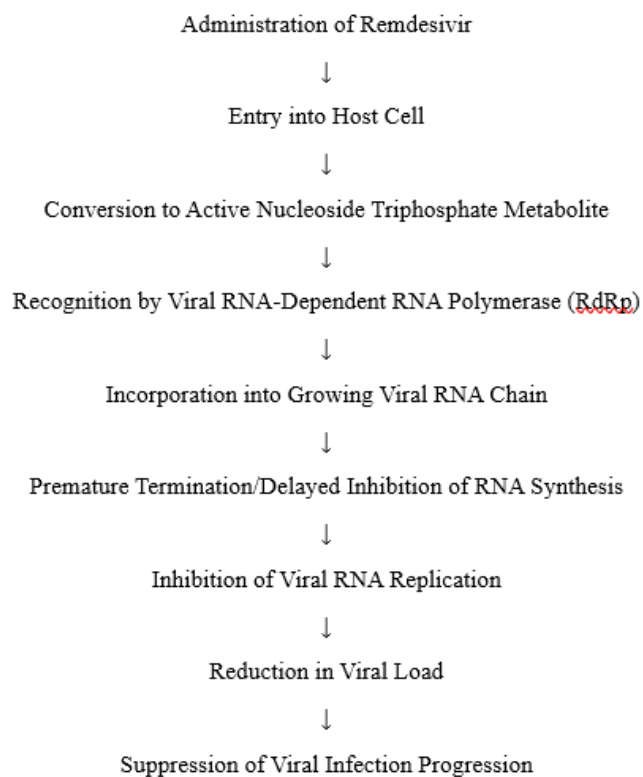 Administration of Remdesivir
↓
Entry into Host Cell
↓
Conversion to Active Nucleoside Triphosphate Metabolite
↓
Recognition by Viral RNA-Dependent RNA Polymerase (RdRp)
↓
Incorporation into Growing Viral RNA Chain
↓
Premature Termination/Delayed Inhibition of RNA Synthesis
↓
Inhibition of Viral RNA Replication
↓
Reduction in Viral Load
↓
Suppression of Viral Infection Progression